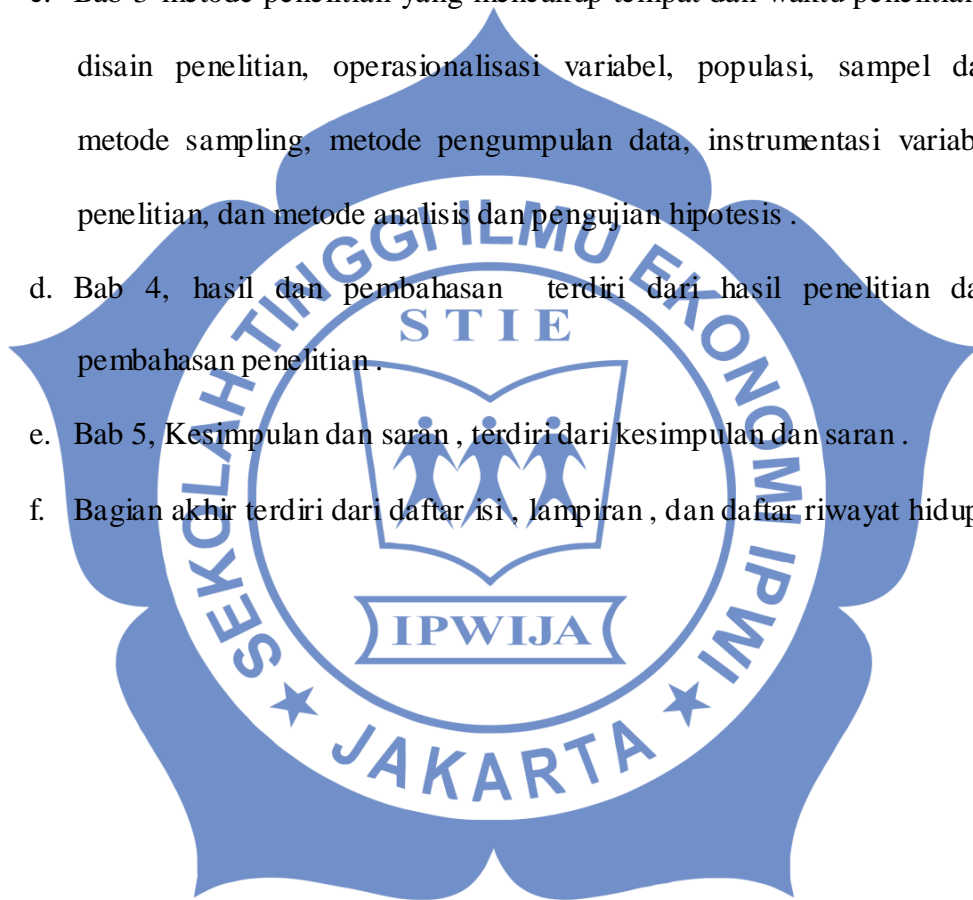 disain penelitian, operasionalisasi variabel, populasi, sampel
metode sampling, metode pengumpulan data, instrumentasi
penelitian, dan metode analisis dan pengujian hipotesis .
d. Bab 4, hasil dan pembahasan terdiri dari hasil penelitian
pembahasan penelitian .
e. Bab 5, Kesimpulan dan saran , terdiri dari kesimpulan dan saran .
f. Bagian akhir terdiri dari daftar isi , lampiran , dan daftar riwayat hidup
SEKOLAH TINGGI ILMU EKONOMI IPWI
STIE
IPWIJA
★ JAKARTA ★